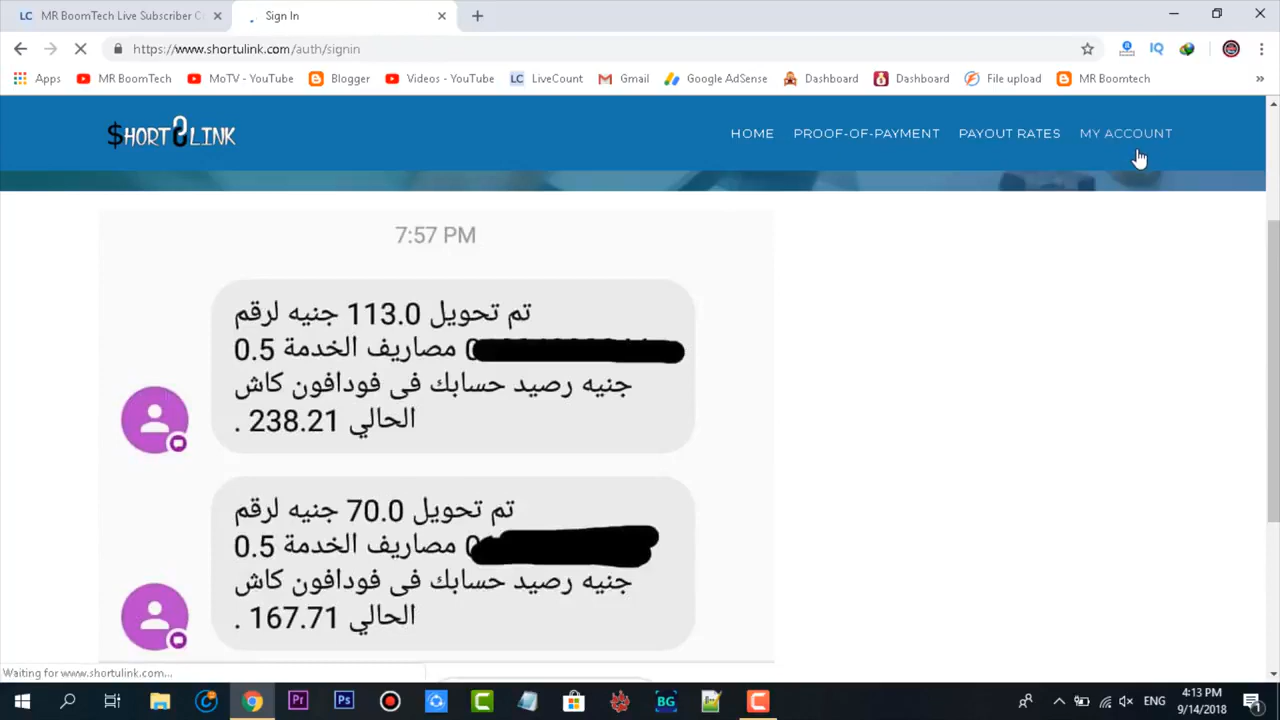 MR BoomTech Live Subscriber C
Sign In
https://www.shortulink.com/auth/signin
Apps MR BoomTech MoTV - YouTube Blogger Videos - YouTube LiveCount Gmail Google AdSense Dashboard Dashboard File upload MR Boomtech »
$HORT LINK
HOME PROOF-OF-PAYMENT PAYOUT RATES MY ACCOUNT
7:57 PM
تم تحويل 113.0 جنيه لرقم
0 مصاريف الخدمة 0.5
جنيه رصيد حسابك فى فودافون كاش
الحالي 238.21 .
تم تحويل 70.0 جنيه لرقم
0 مصاريف الخدمة 0.5
جنيه رصيد حسابك فى فودافون كاش
الحالي 167.71 .
Waiting for www.shortulink.com...
ENG
4:13 PM
9/14/2018